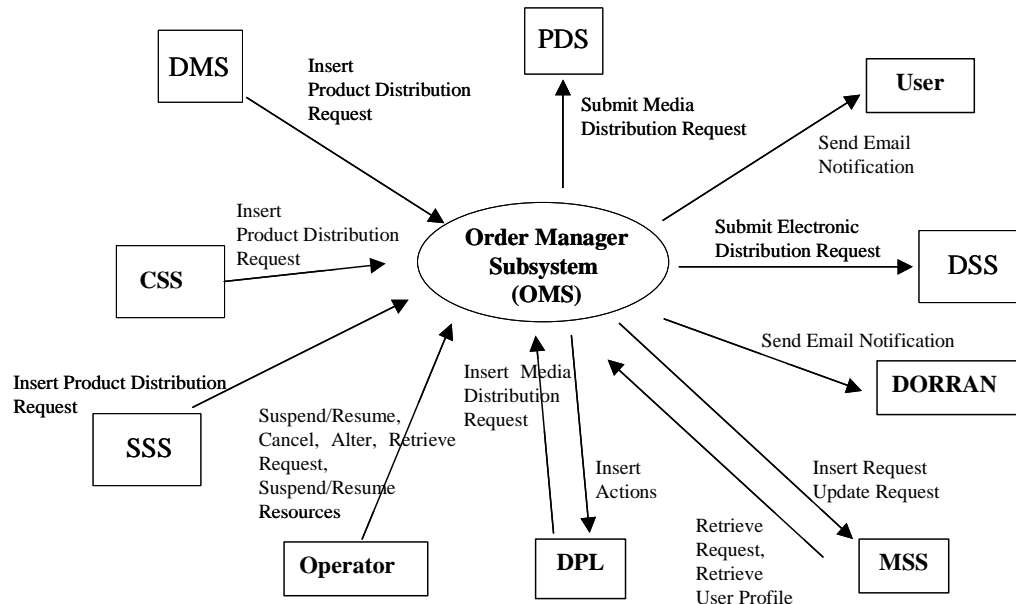 PDS
DMS
Insert
Product Distribution
Request
User
Submit Media
Distribution Request
Send Email
Notification
Insert
Product Distribution
Request
Order Manager
Subsystem
(OMS)
Submit Electronic
Distribution Request
CSS
DSS
Send Email Notification
Insert Product Distribution
Request
Insert Media
Distribution
Request
DORRAN
SSS
Suspend/Resume,
Cancel, Alter, Retrieve
Request,
Suspend/Resume
Resources
Insert
Actions
Insert Request
Update Request
Retrieve
Request,
Retrieve
User Profile
Operator
DPL
MSS